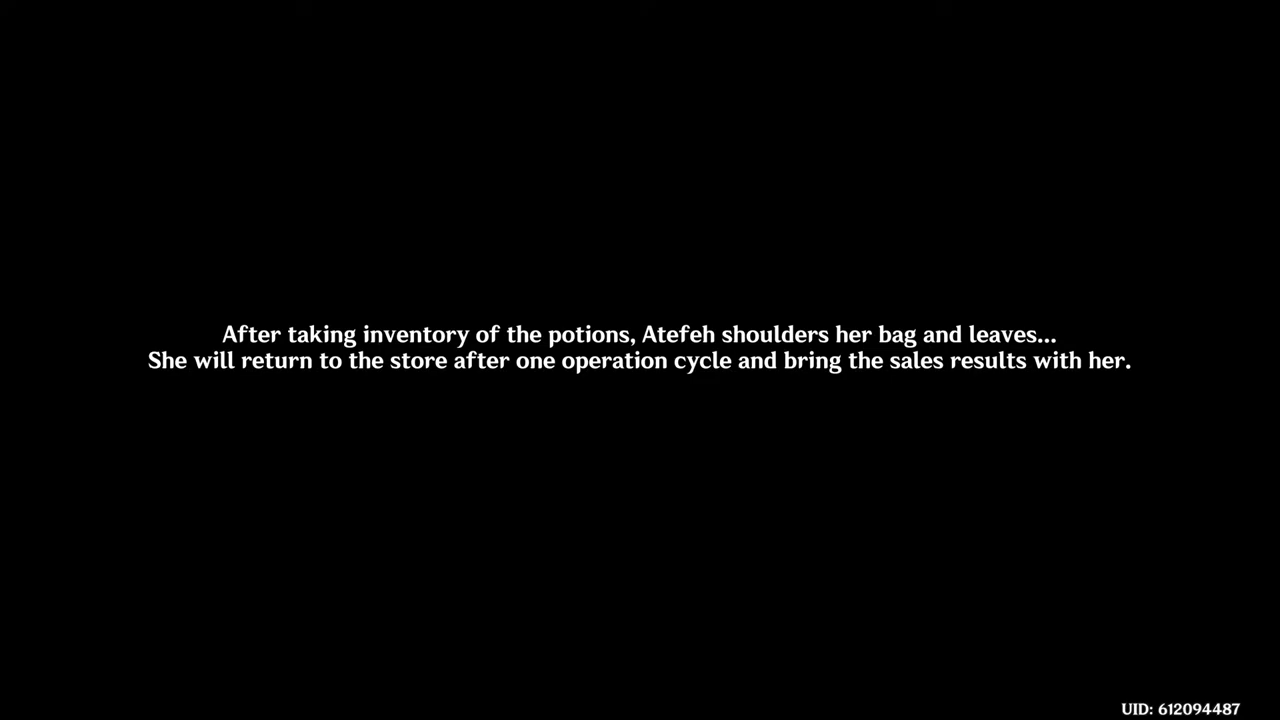 After taking inventory of the potions, Atefeh shoulders her bag and leaves...
She will return to the store after one operation cycle and bring the sales results with her.
UID: 612094487